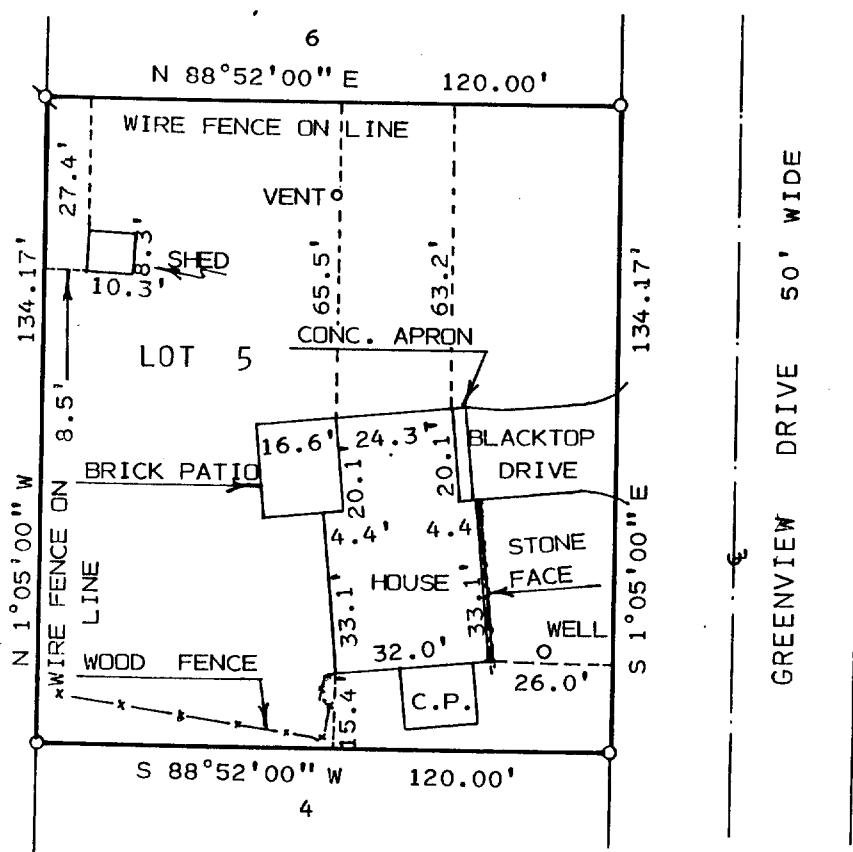 6
N 88°52'00" E 120.00'
WIRE FENCE ON LINE
27.4'
VENT
8.3'
SHED
10.3'
65.5'
63.2'
134.17'
134.17'
50' WIDE
CONC. APRON
LOT 5
8.5'
16.6'
24.3'
BLACKTOP
DRIVE
20.1'
20.1'
BRICK PATIO
DRIVE
4.4'
4.4
STONE
FACE
HOUSE
33.1'
33.1'
N 1°05'00" W
WIRE FENCE ON
LINE
S 1°05'00" E
GREENVIEW
WELL
WOOD FENCE
32.0'
26.0'
C.P.
15.4
S 88°52'00" W 120.00'
4